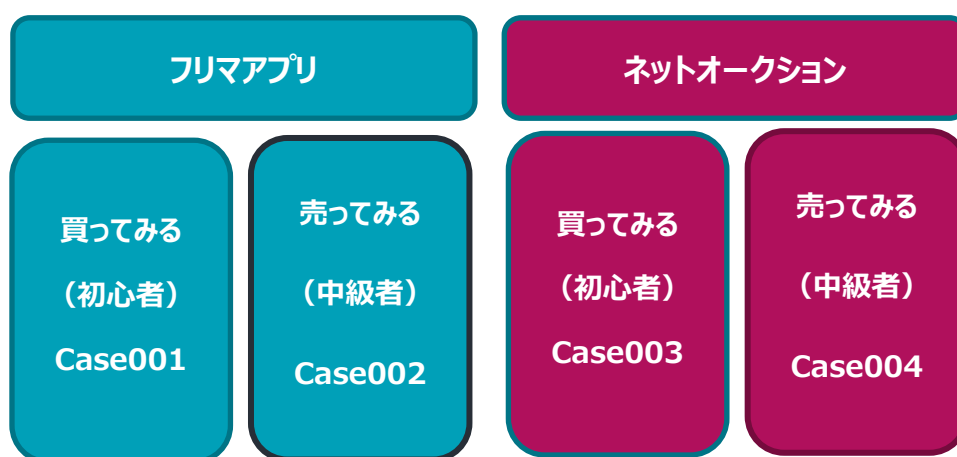 フリマアプリ
ネットオークション
買ってみる
（初心者）
Case001
売ってみる
（中級者）
Case002
買ってみる
（初心者）
Case003
売ってみる
（中級者）
Case004